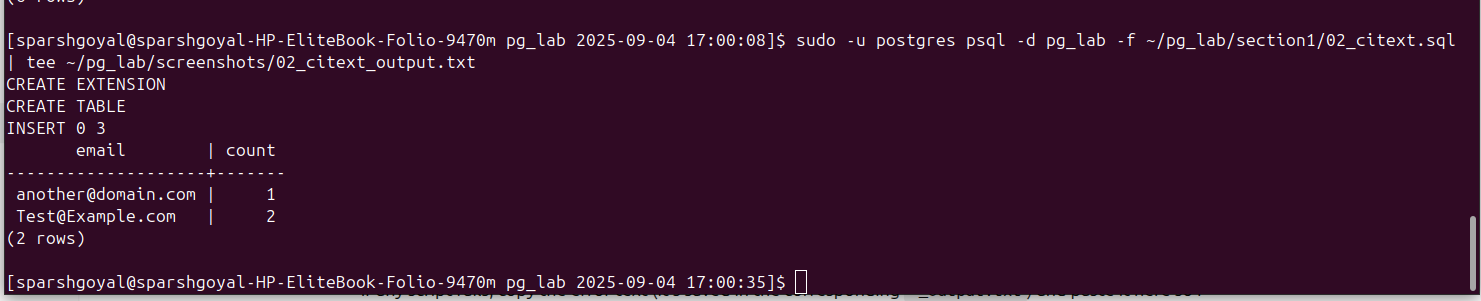 (0 rows)
[sparshgoyal@sparshgoyal-HP-EliteBook-Folio-9470m pg_lab 2025-09-04 17:00:08]$ sudo -u postgres psql -d pg_lab -f ~/pg_lab/section1/02_citext.sql
| tee ~/pg_lab/screenshots/02_citext_output.txt
CREATE EXTENSION
CREATE TABLE
INSERT 0 3
       email        | count
--------------------+-------
 another@domain.com |     1
 Test@Example.com   |     2
(2 rows)
[sparshgoyal@sparshgoyal-HP-EliteBook-Folio-9470m pg_lab 2025-09-04 17:00:35]$